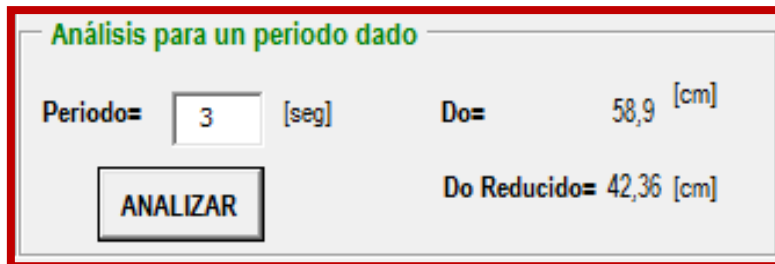 Análisis para un periodo dado
Periodo= 3 [seg] Do= 58,9 [cm]
ANALIZAR Do Reducido= 42,36 [cm]